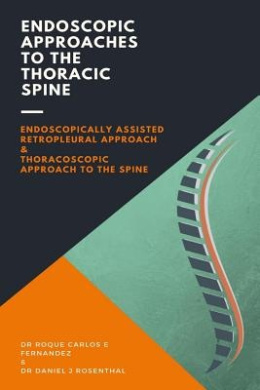 ENDOSCOPIC
APPROACHES
TO THE
THORACIC
SPINE
ENDOSCOPICALLY ASSISTED
RETROPLEURAL APPROACH
&
THORACOSCOPIC
APPROACH TO THE SPINE
DR ROQUE CARLOS E
FERNANDEZ
&
DR DANIEL J ROSENTHAL